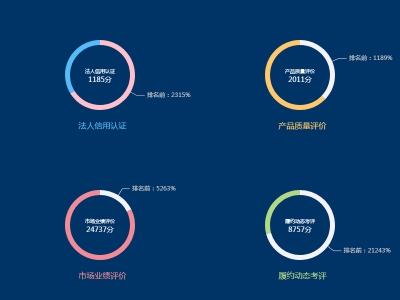 法人信用认证
1185分
排名前：2315%
法人信用认证
产品质量评价
2011分
排名前：1189%
产品质量评价
市场业绩评价
24737分
排名前：5263%
市场业绩评价
履约动态考评
8757分
排名前：21243%
履约动态考评